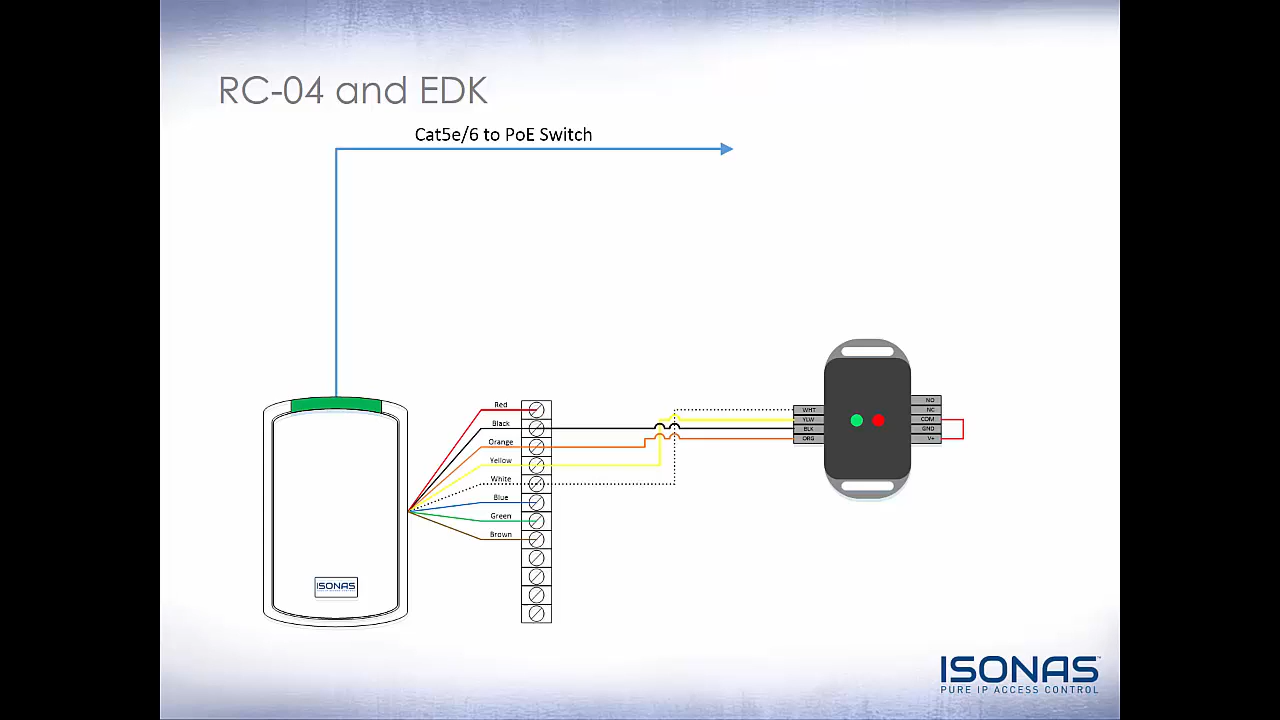 RC-04 and EDK
Cat5e/6 to PoE Switch
Red
Black
Orange
Yellow
White
Blue
Green
Brown
WHT
YLW
BLK
ORG
NO
NC
COM
GND
V+
ISONAS
ISONAS
PURE IP ACCESS CONTROL